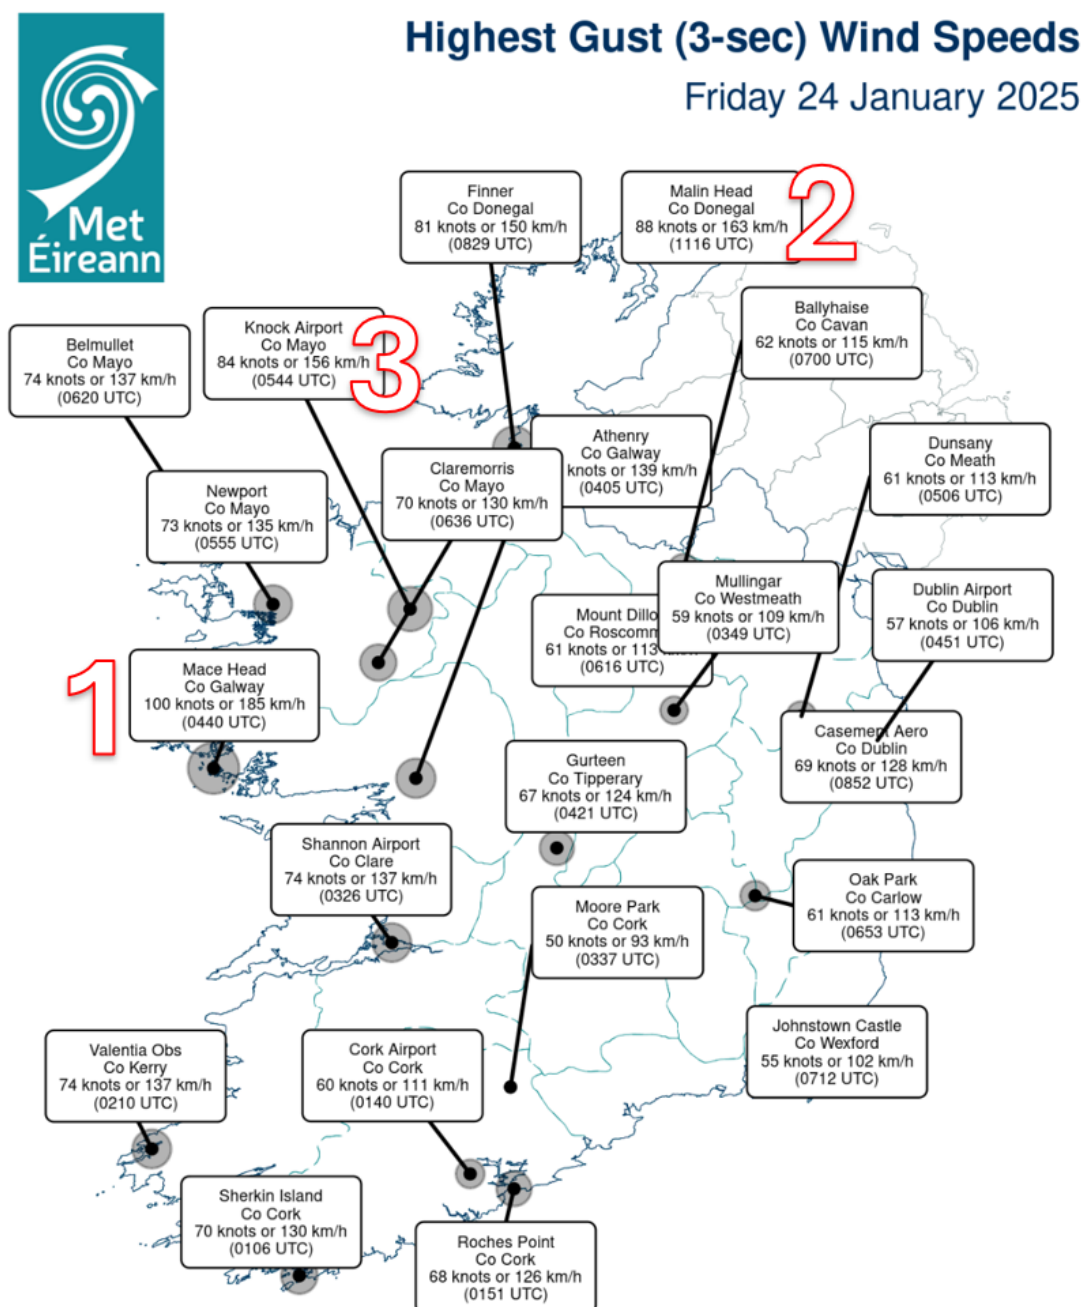 Highest Gust (3-sec) Wind Speeds
Friday 24 January 2025
Met
Éireann
Finner
Co Donegal
81 knots or 150 km/h
(0829 UTC)
Malin Head
Co Donegal
88 knots or 163 km/h
(1116 UTC)
2
Ballyhaise
Co Cavan
62 knots or 115 km/h
(0700 UTC)
Knock Airport
Co Mayo
84 knots or 156 km/h
(0544 UTC)
3
Belmullet
Co Mayo
74 knots or 137 km/h
(0620 UTC)
Athenry
Co Galway
knots or 139 km/h
(0405 UTC)
Dunsany
Co Meath
61 knots or 113 km/h
(0506 UTC)
Claremorris
Co Mayo
70 knots or 130 km/h
(0636 UTC)
Newport
Co Mayo
73 knots or 135 km/h
(0555 UTC)
Mullingar
Co Westmeath
59 knots or 109 km/h
(0349 UTC)
Dublin Airport
Co Dublin
57 knots or 106 km/h
(0451 UTC)
Mount Dillo
Co Roscomm
61 knots or 113
(0616 UTC)
1
Mace Head
Co Galway
100 knots or 185 km/h
(0440 UTC)
Casement Aero
Co Dublin
69 knots or 128 km/h
(0852 UTC)
Gurteen
Co Tipperary
67 knots or 124 km/h
(0421 UTC)
Shannon Airport
Co Clare
74 knots or 137 km/h
(0326 UTC)
Oak Park
Co Carlow
61 knots or 113 km/h
(0653 UTC)
Moore Park
Co Cork
50 knots or 93 km/h
(0337 UTC)
Johnstown Castle
Co Wexford
55 knots or 102 km/h
(0712 UTC)
Valentia Obs
Co Kerry
74 knots or 137 km/h
(0210 UTC)
Cork Airport
Co Cork
60 knots or 111 km/h
(0140 UTC)
Sherkin Island
Co Cork
70 knots or 130 km/h
(0106 UTC)
Roches Point
Co Cork
68 knots or 126 km/h
(0151 UTC)